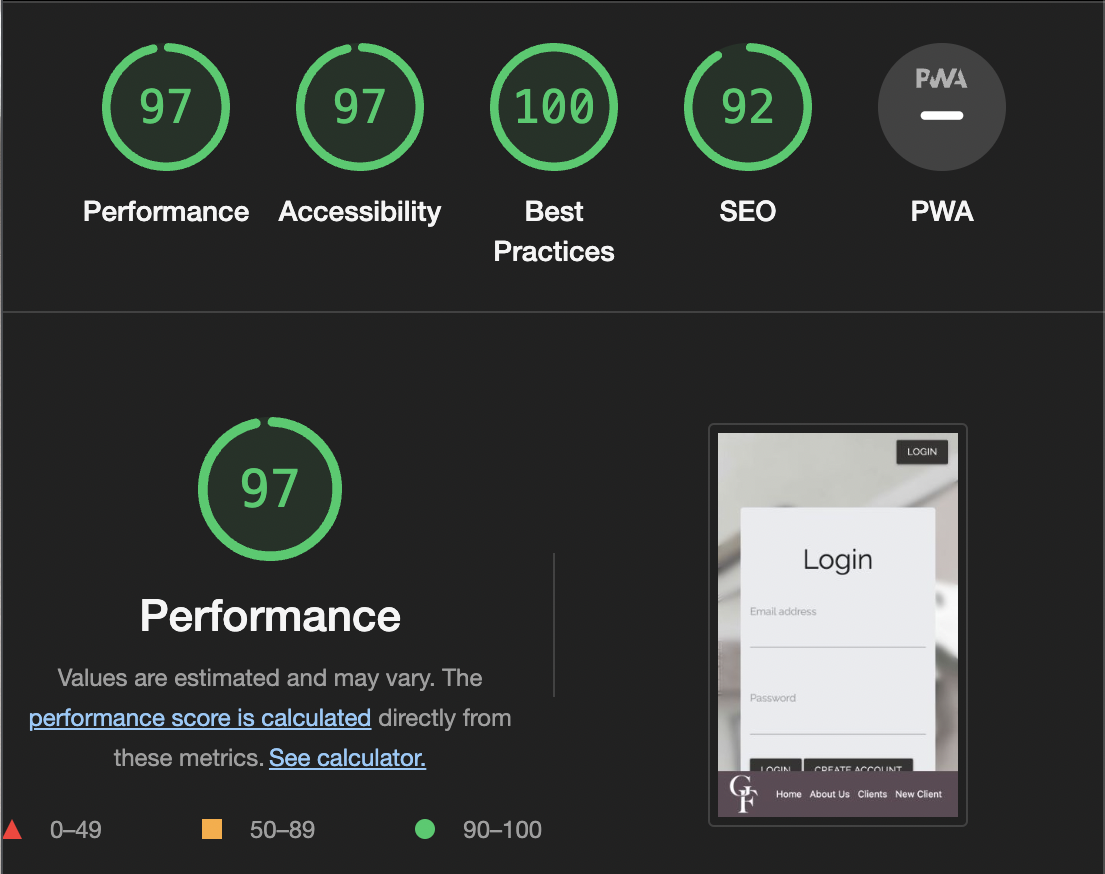 97
97
100
92
PWA
Performance
Accessibility
Best
Practices
SEO
PWA
97
Performance
Values are estimated and may vary. The
performance score is calculated directly from
these metrics. See calculator.
0–49
50–89
90–100
LOGIN
Login
Email address
Password
LOGIN
CREATE ACCOUNT
GF
Home
About Us
Clients
New Client